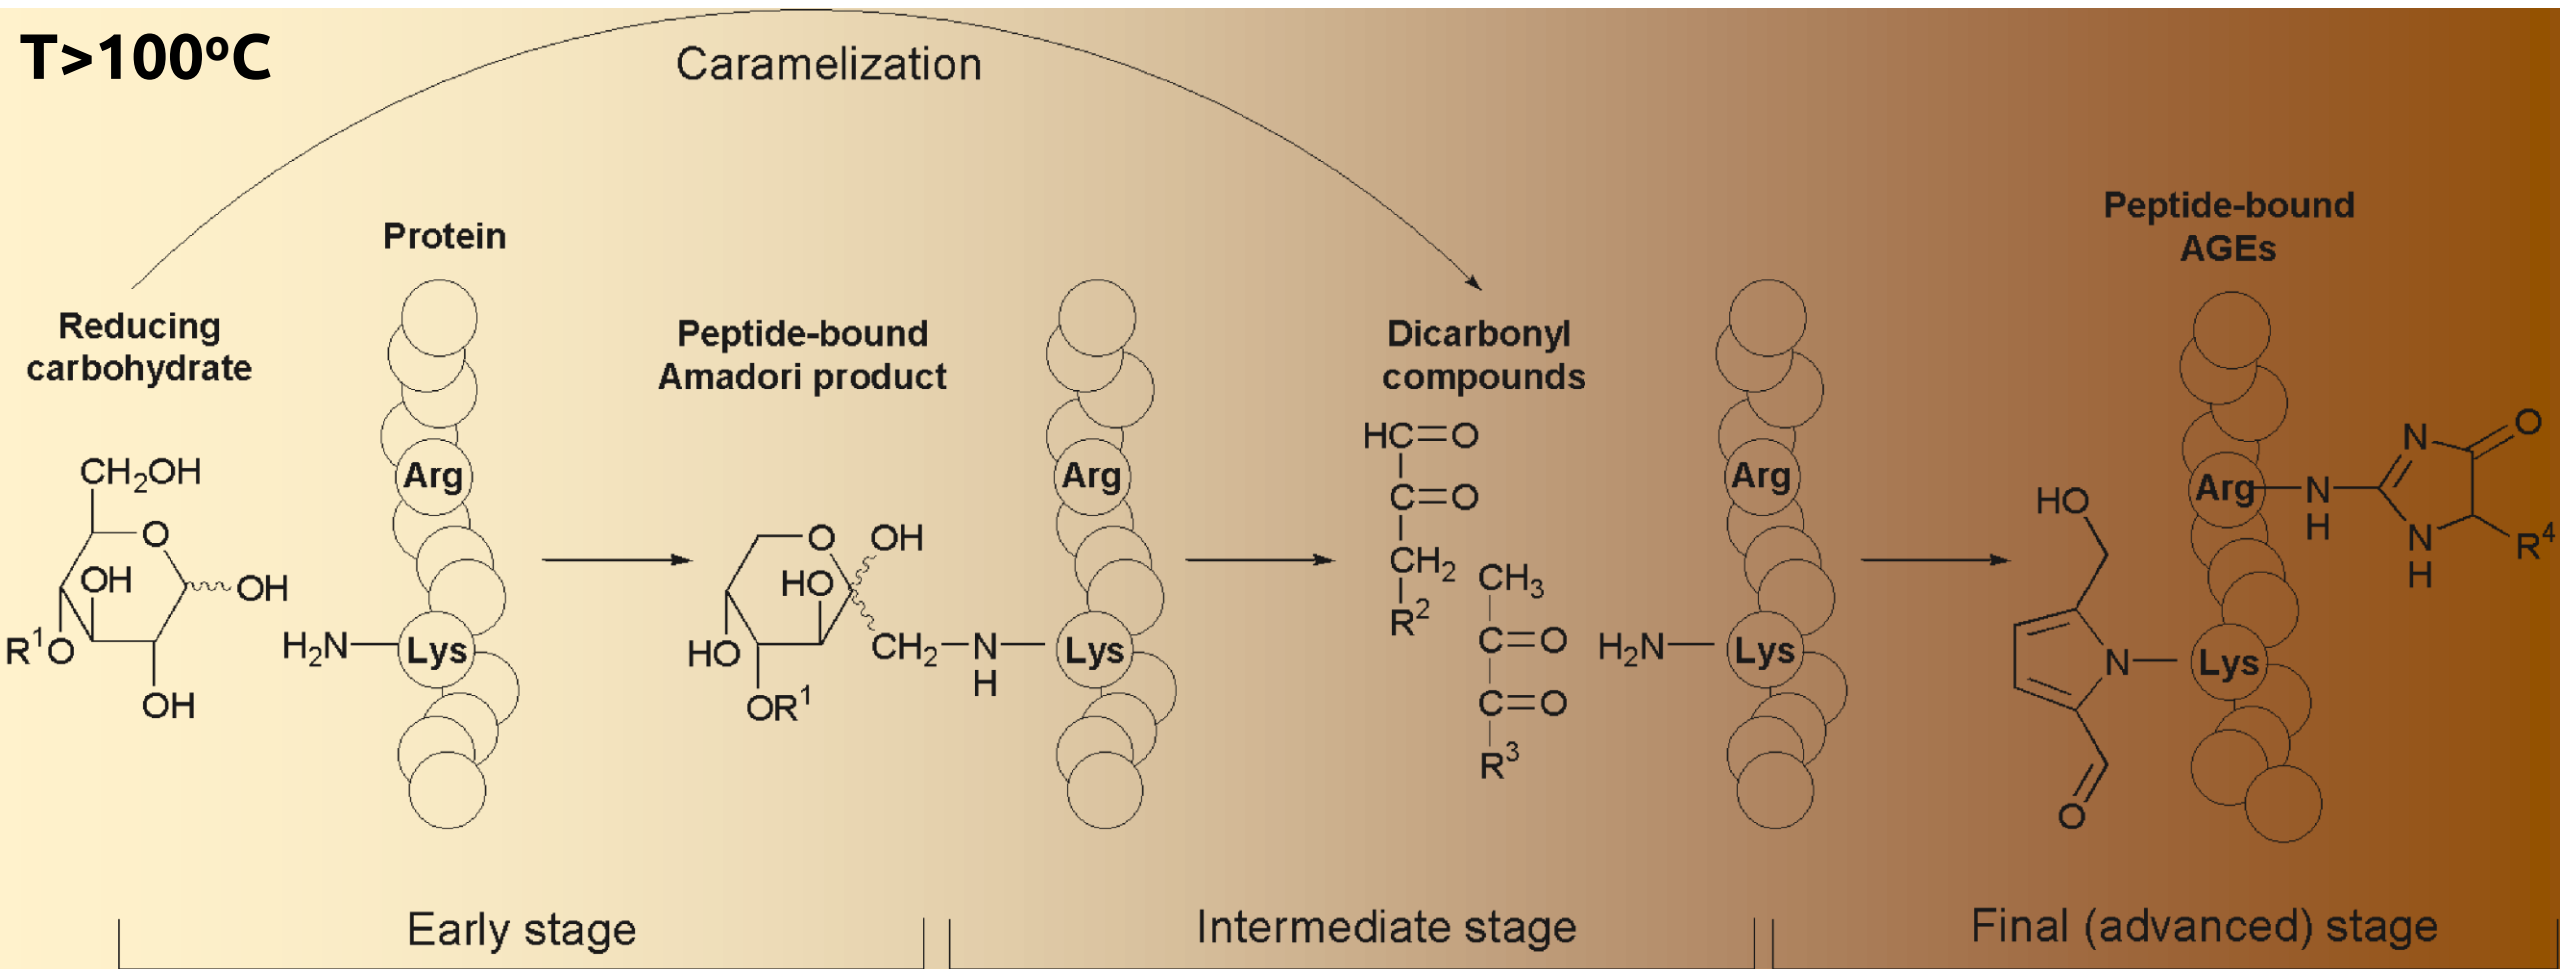 T>100ºC
Caramelization
Reducing
carbohydrate
CH₂OH
O
OH
OH
R¹O
OH
Protein
Arg
H₂N
Lys
Peptide-bound
Amadori product
O
OH
HO
HO
OR¹
CH₂
N
H
Arg
Lys
Dicarbonyl
compounds
HC=O
C=O
CH₂
R²
CH₃
C=O
C=O
R³
Arg
H₂N
Lys
Peptide-bound
AGEs
Arg
N
H
N
O
N
H
R⁴
HO
N
Lys
O
Early stage
Intermediate stage
Final (advanced) stage